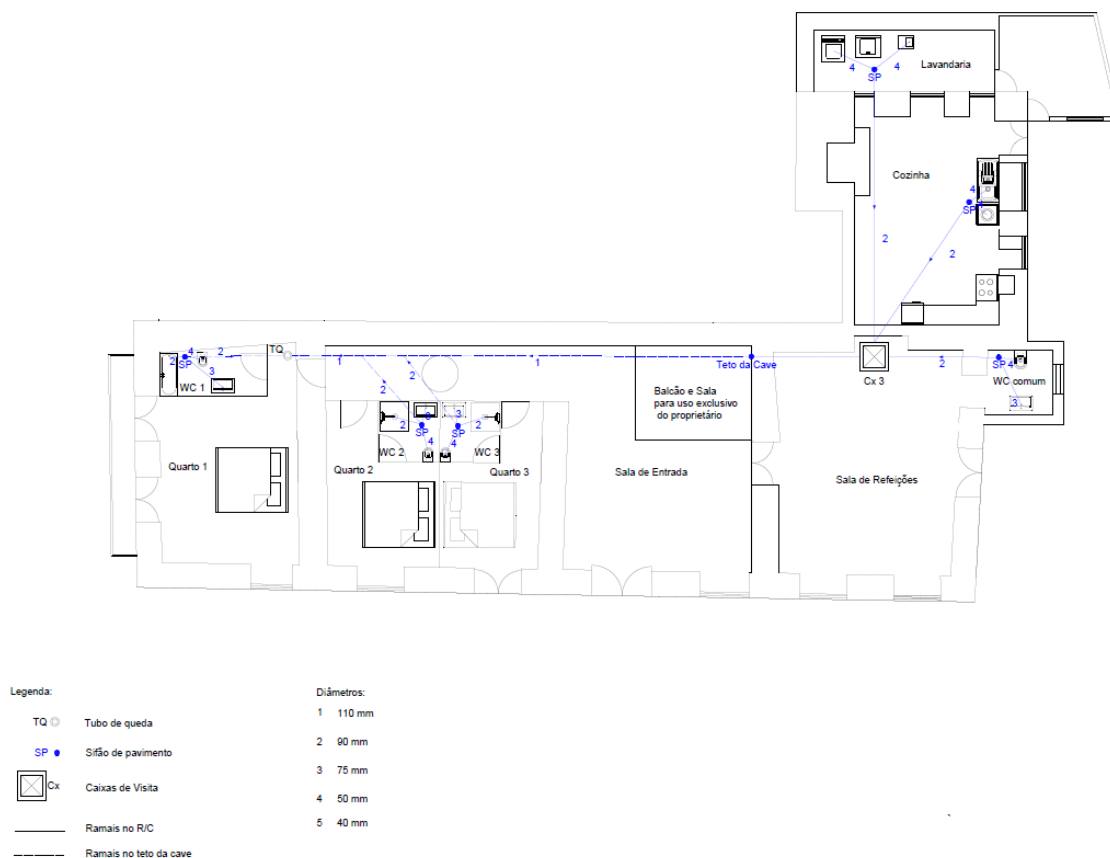 Lavandaria
4
4
SP
Cozinha
4
SP
4
2
2
TQ
4
2
2
SP
3
WC 1
1
2
1
Teto da Cave
2
SP
4
WC comum
3
Cx 3
Balcão e Sala
para uso exclusivo
do proprietário
2
3
3
2
SP
SP
2
4
4
WC 2
WC 3
Quarto 1
Quarto 2
Quarto 3
Sala de Entrada
Sala de Refeições
Legenda:
TQ Tubo de queda
SP Sifão de pavimento
Cx Caixas de Visita
Ramais no R/C
Ramais no teto da cave
Diâmetros:
1 110 mm
2 90 mm
3 75 mm
4 50 mm
5 40 mm